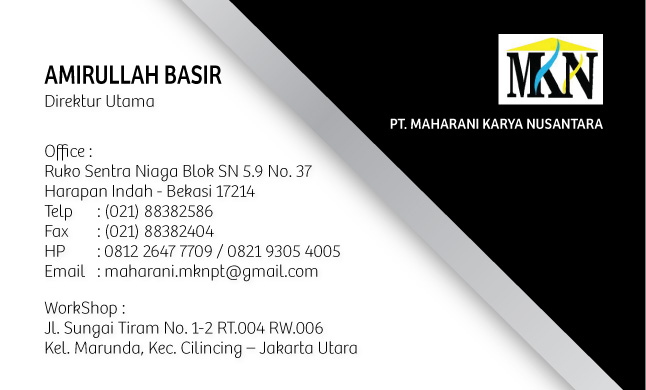 AMIRULLAH BASIR
Direktur Utama
MKN
PT. MAHARANI KARYA NUSANTARA
Office :
Ruko Sentra Niaga Blok SN 5.9 No. 37
Harapan Indah - Bekasi 17214
Telp : (021) 88382586
Fax : (021) 88382404
HP : 0812 2647 7709 / 0821 9305 4005
Email : maharani.mknpt@gmail.com
WorkShop :
Jl. Sungai Tiram No. 1-2 RT.004 RW.006
Kel. Marunda, Kec. Cilincing – Jakarta Utara